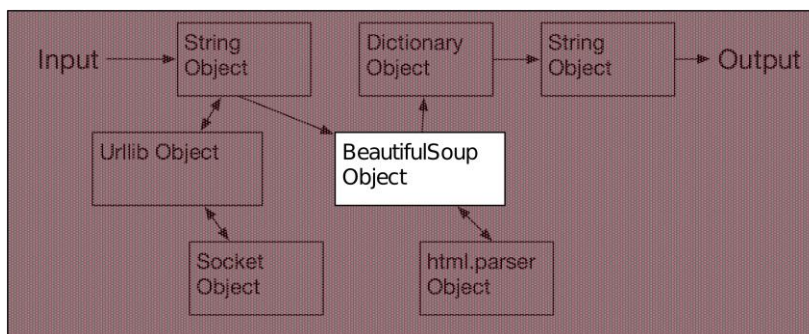 Input
String
Object
Dictionary
Object
String
Object
Output
Urllib Object
BeautifulSoup
Object
Socket
Object
html.parser
Object